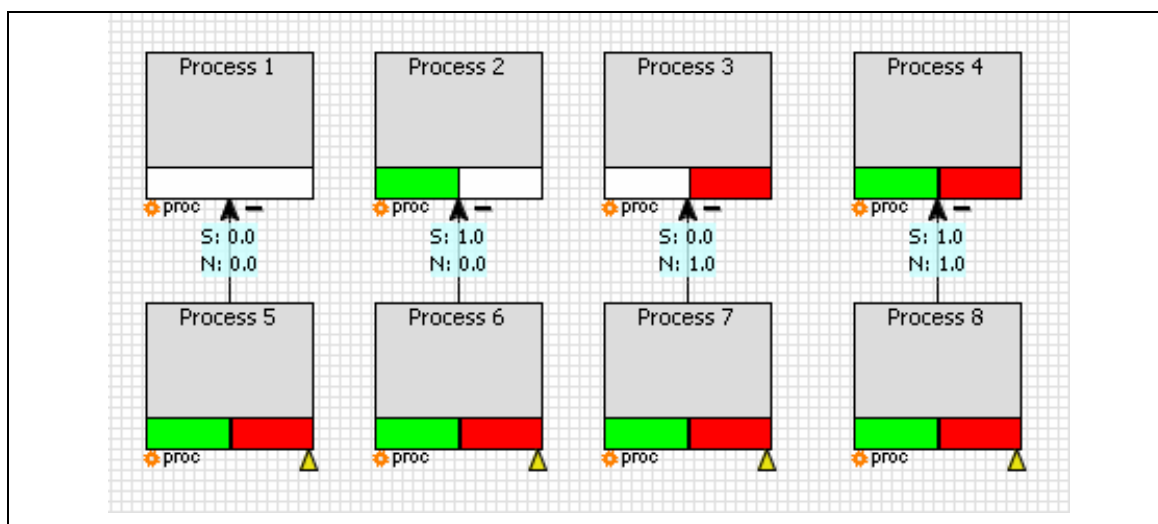 Process 1 Process 2 Process 3 Process 4
proc proc proc proc
S: 0.0 S: 1.0 S: 0.0 S: 1.0
N: 0.0 N: 0.0 N: 1.0 N: 1.0
Process 5 Process 6 Process 7 Process 8
proc proc proc proc